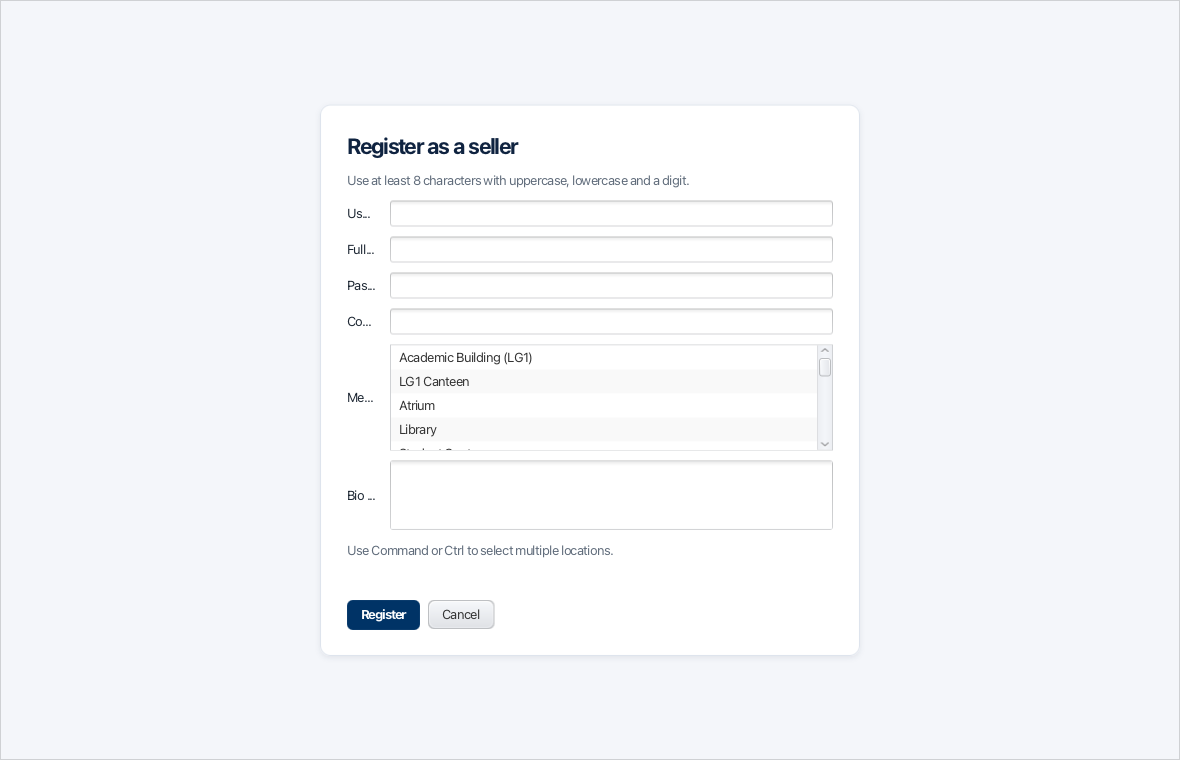 Register as a seller
Use at least 8 characters with uppercase, lowercase and a digit.
Us...
Full...
Pas...
Co...
Me...
Academic Building (LG1)
LG1 Canteen
Atrium
Library
Bio ...
Use Command or Ctrl to select multiple locations.
Register
Cancel